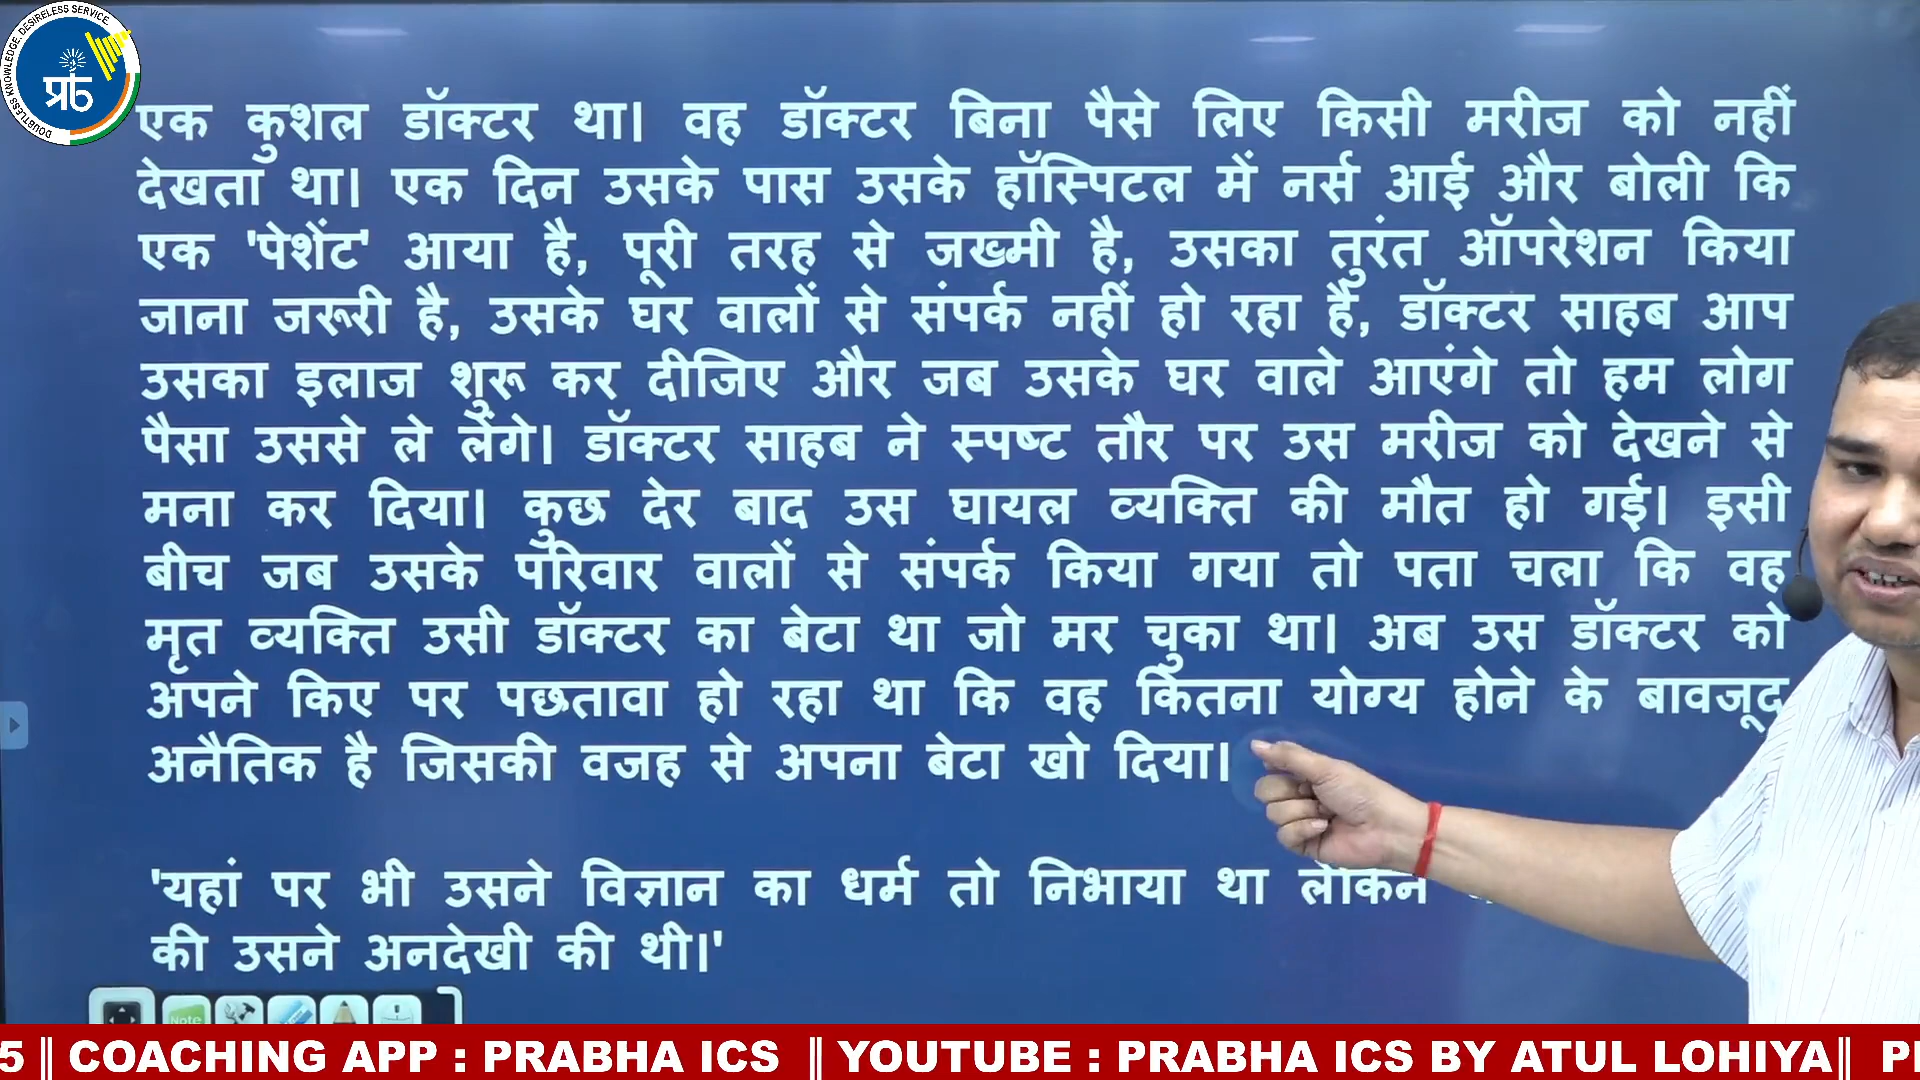 DOUBTLESS KNOWLEDGE, DESIRELESS SERVICE.
प्रb
एक कुशल डॉक्टर था। वह डॉक्टर बिना पैसे लिए किसी मरीज को नहीं
देखता था। एक दिन उसके पास उसके हॉस्पिटल में नर्स आई और बोली कि
एक 'पेशेंट' आया है, पूरी तरह से जख्मी है, उसका तुरंत ऑपरेशन किया
जाना जरूरी है, उसके घर वालों से संपर्क नहीं हो रहा है, डॉक्टर साहब आप
उसका इलाज शुरू कर दीजिए और जब उसके घर वाले आएंगे तो हम लोग
पैसा उससे ले लेंगे। डॉक्टर साहब ने स्पष्ट तौर पर उस मरीज को देखने से
मना कर दिया। कुछ देर बाद उस घायल व्यक्ति की मौत हो गई। इसी
बीच जब उसके परिवार वालों से संपर्क किया गया तो पता चला कि वह
मृत व्यक्ति उसी डॉक्टर का बेटा था जो मर चुका था। अब उस डॉक्टर को
अपने किए पर पछतावा हो रहा था कि वह कितना योग्य होने के बावजूद
अनैतिक है जिसकी वजह से अपना बेटा खो दिया।
'यहां पर भी उसने विज्ञान का धर्म तो निभाया था लेकिन
की उसने अनदेखी की थी।'
Note
5 || COACHING APP : PRABHA ICS || YOUTUBE : PRABHA ICS BY ATUL LOHIYA||